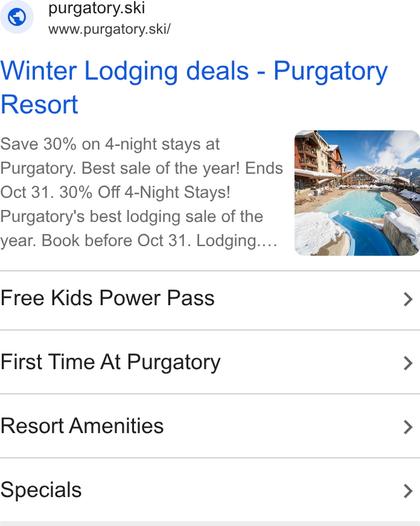 purgatory.ski
www.purgatory.ski/
Winter Lodging deals - Purgatory
Resort
Save 30% on 4-night stays at
Purgatory. Best sale of the year! Ends
Oct 31. 30% Off 4-Night Stays!
Purgatory's best lodging sale of the
year. Book before Oct 31. Lodging....
Free Kids Power Pass
First Time At Purgatory
Resort Amenities
Specials